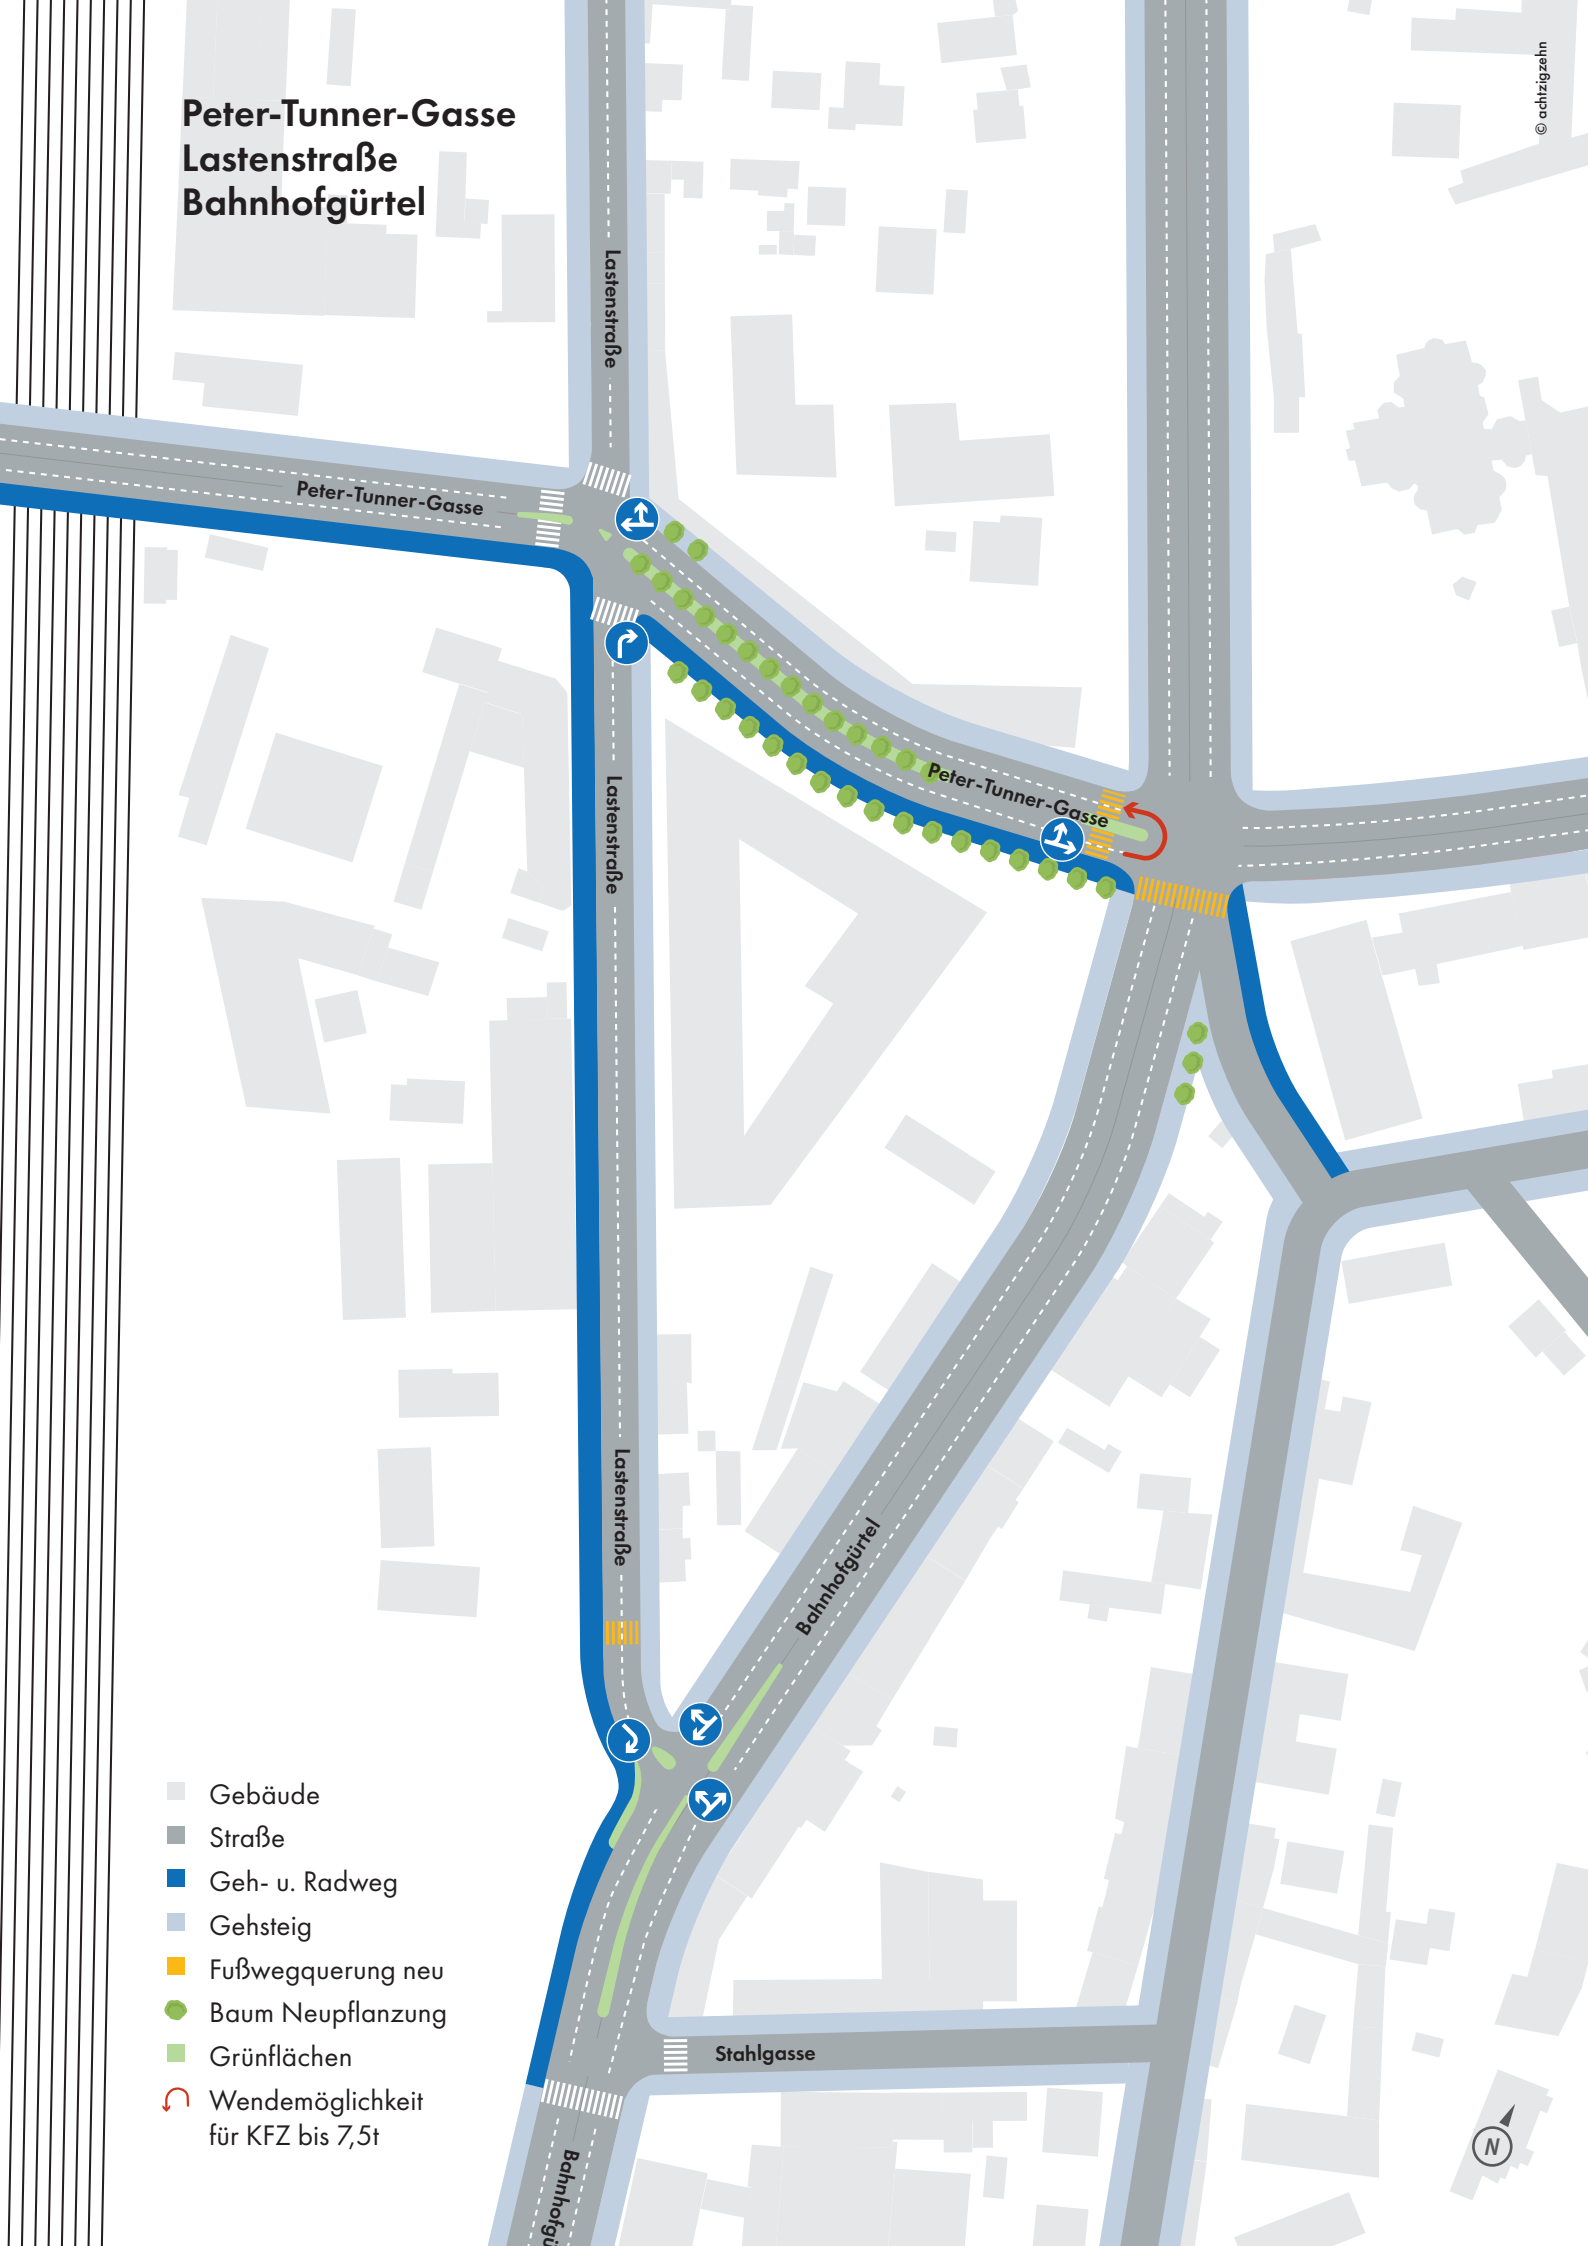 Peter-Tunner-Gasse
Lastenstraße
Bahnhofgürtel
© achtzigzehn
Lastenstraße
Peter-Tunner-Gasse
Peter-Tunner-Gasse
Lastenstraße
Lastenstraße
Bahnhofgürtel
Gebäude
Straße
Geh- u. Radweg
Gehsteig
Fußwegquerung neu
Baum Neupflanzung
Grünflächen
Wendemöglichkeit
für KFZ bis 7,5t
Stahlgasse
Bahnhofgü
N